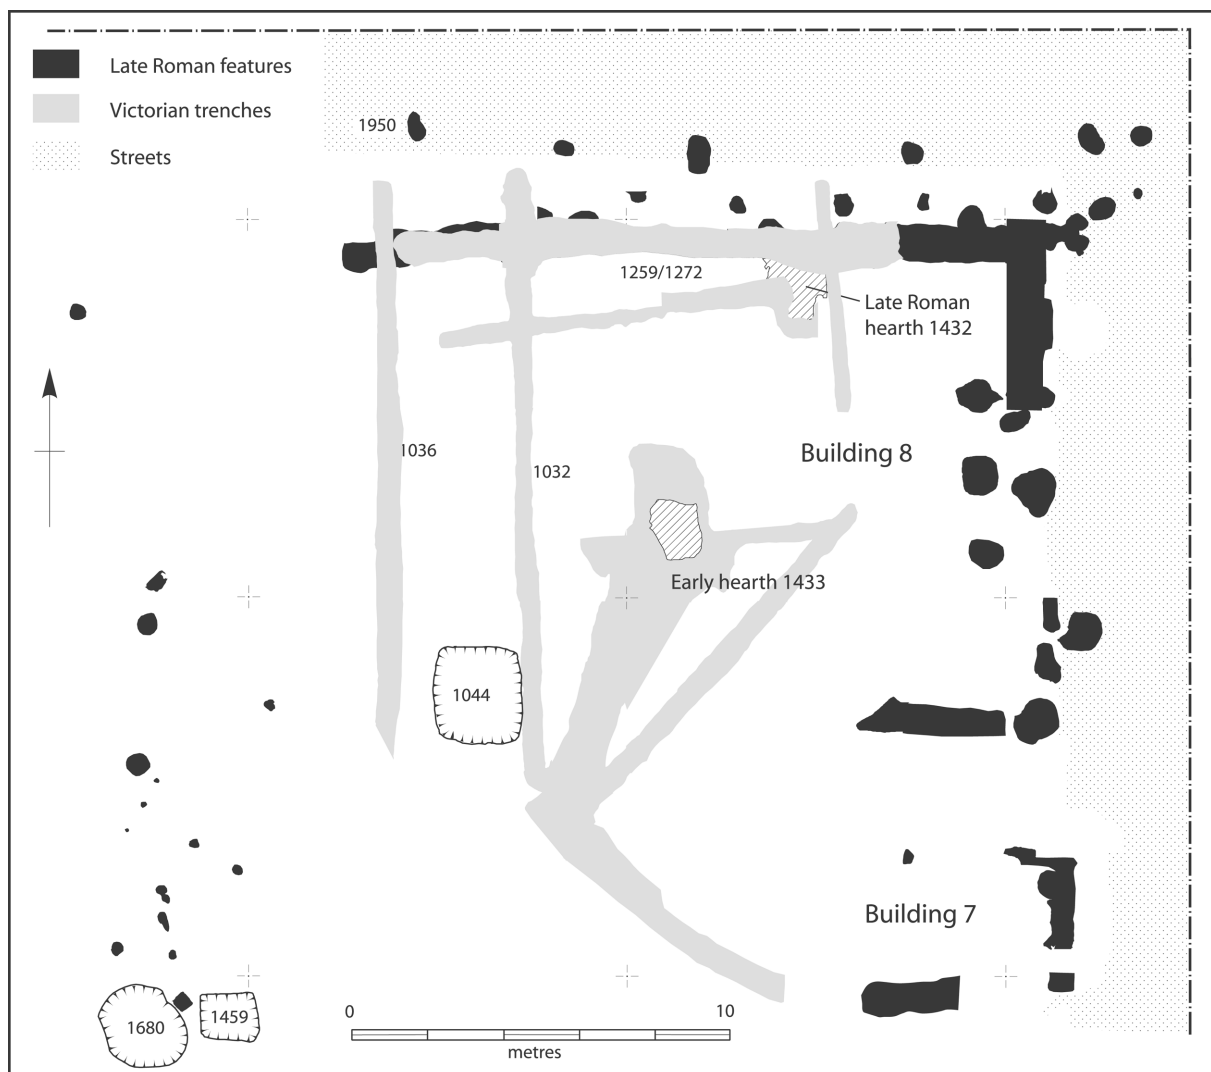 Late Roman features
Victorian trenches
Streets
1950
1259/1272
Late Roman
hearth 1432
1036
1032
Building 8
Early hearth 1433
1044
Building 7
1680
1459
0
10
metres